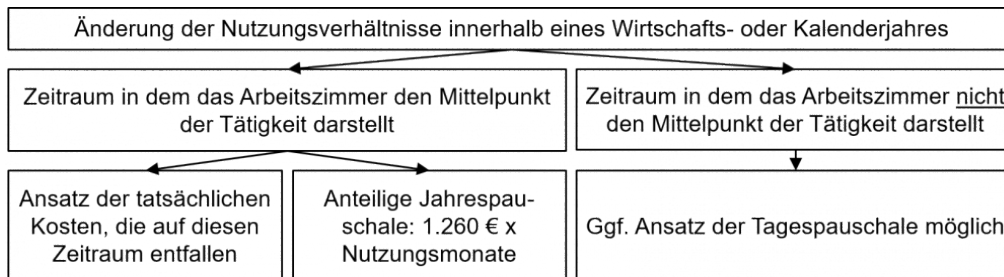 Änderung der Nutzungsverhältnisse innerhalb eines Wirtschafts- oder Kalenderjahres
Zeitraum in dem das Arbeitszimmer den Mittelpunkt
der Tätigkeit darstellt
Zeitraum in dem das Arbeitszimmer nicht
den Mittelpunkt der Tätigkeit darstellt
Ansatz der tatsächlichen
Kosten, die auf diesen
Zeitraum entfallen
Anteilige Jahrespau-
schale: 1.260 € x
Nutzungsmonate
Ggf. Ansatz der Tagespauschale möglich